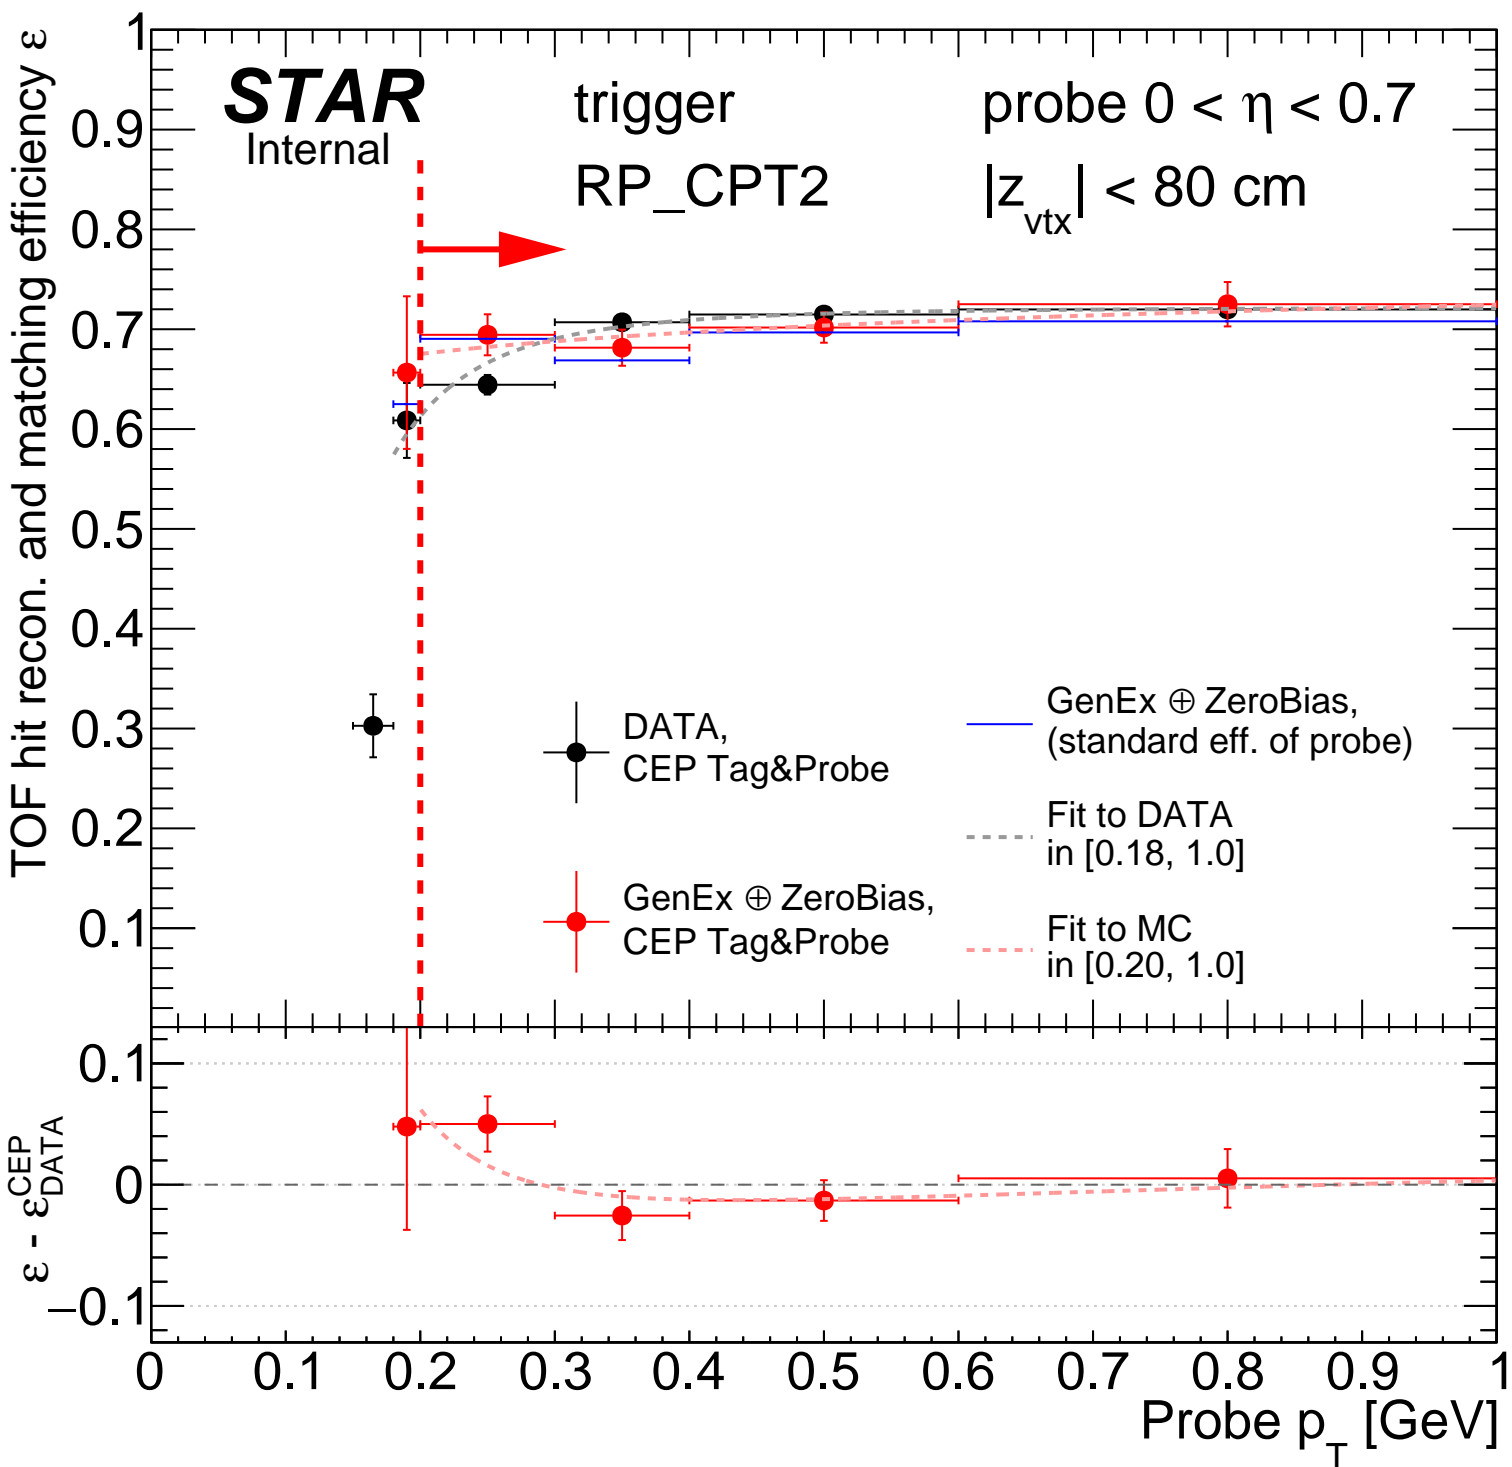 STAR
Internal
trigger
RP_CPT2
probe 0 < η < 0.7
|z_vtx| < 80 cm
TOF hit recon. and matching efficiency ε
1
0.9
0.8
0.7
0.6
0.5
0.4
0.3
0.2
0.1
DATA,
CEP Tag&Probe
GenEx ⊕ ZeroBias,
CEP Tag&Probe
GenEx ⊕ ZeroBias,
(standard eff. of probe)
Fit to DATA
in [0.18, 1.0]
Fit to MC
in [0.20, 1.0]
ε - ε^CEP_DATA
0.1
0
−0.1
0 0.1 0.2 0.3 0.4 0.5 0.6 0.7 0.8 0.9 1
Probe p_T [GeV]